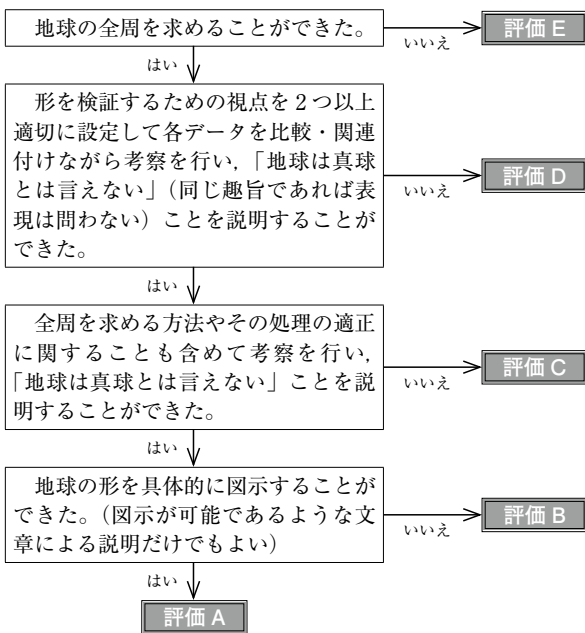 地球の全周を求めることができた。
いいえ
評価 E
はい
形を検証するための視点を2つ以上
適切に設定して各データを比較・関連
付けながら考察を行い,「地球は真球
とは言えない」(同じ趣旨であれば表
現は問わない)ことを説明することが
できた。
いいえ
評価 D
はい
全周を求める方法やその処理の適正
に関することも含めて考察を行い,
「地球は真球とは言えない」ことを説
明することができた。
いいえ
評価 C
はい
地球の形を具体的に図示することが
できた。(図示が可能であるような文
章による説明だけでもよい)
いいえ
評価 B
はい
評価 A